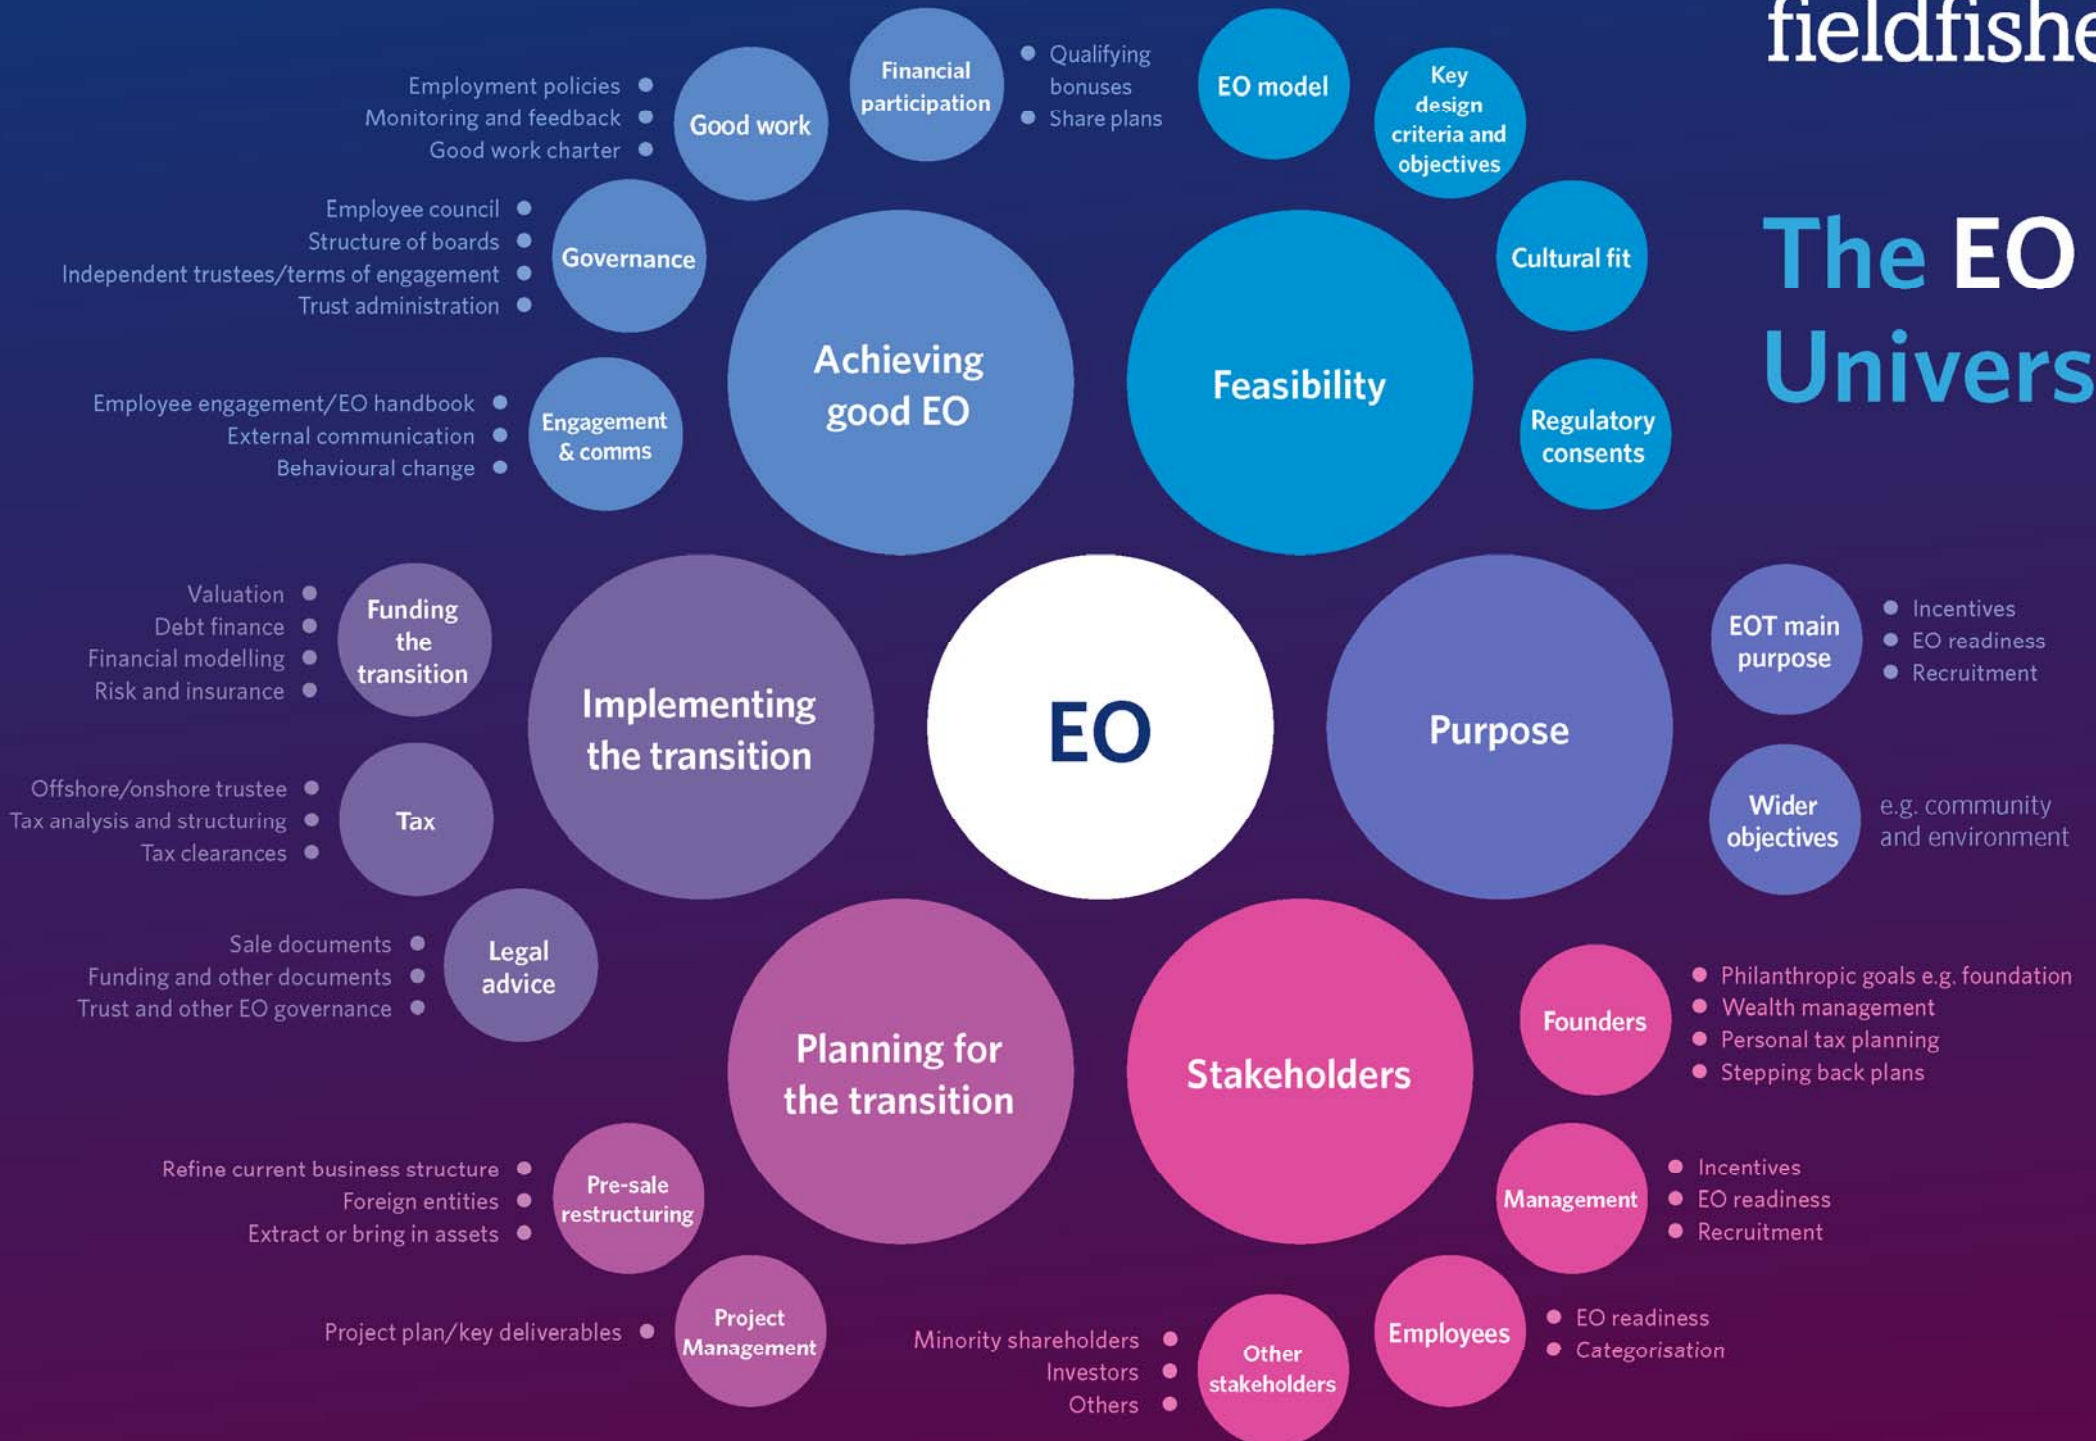 fieldfishe
The EO
Univers
Financial
participation
Qualifying
bonuses
Share plans
Good work
Employment policies
Monitoring and feedback
Good work charter
Governance
Employee council
Structure of boards
Independent trustees/terms of engagement
Trust administration
Engagement
& comms
Employee engagement/EO handbook
External communication
Behavioural change
Achieving
good EO
EO model
Key
design
criteria and
objectives
Cultural fit
Regulatory
consents
Feasibility
Funding
the
transition
Valuation
Debt finance
Financial modelling
Risk and insurance
Tax
Offshore/onshore trustee
Tax analysis and structuring
Tax clearances
Legal
advice
Sale documents
Funding and other documents
Trust and other EO governance
Implementing
the transition
EO
Purpose
EOT main
purpose
Incentives
EO readiness
Recruitment
Wider
objectives
e.g. community
and environment
Planning for
the transition
Pre-sale
restructuring
Refine current business structure
Foreign entities
Extract or bring in assets
Project
Management
Project plan/key deliverables
Stakeholders
Founders
Philanthropic goals e.g. foundation
Wealth management
Personal tax planning
Stepping back plans
Management
Incentives
EO readiness
Recruitment
Employees
EO readiness
Categorisation
Other
stakeholders
Minority shareholders
Investors
Others